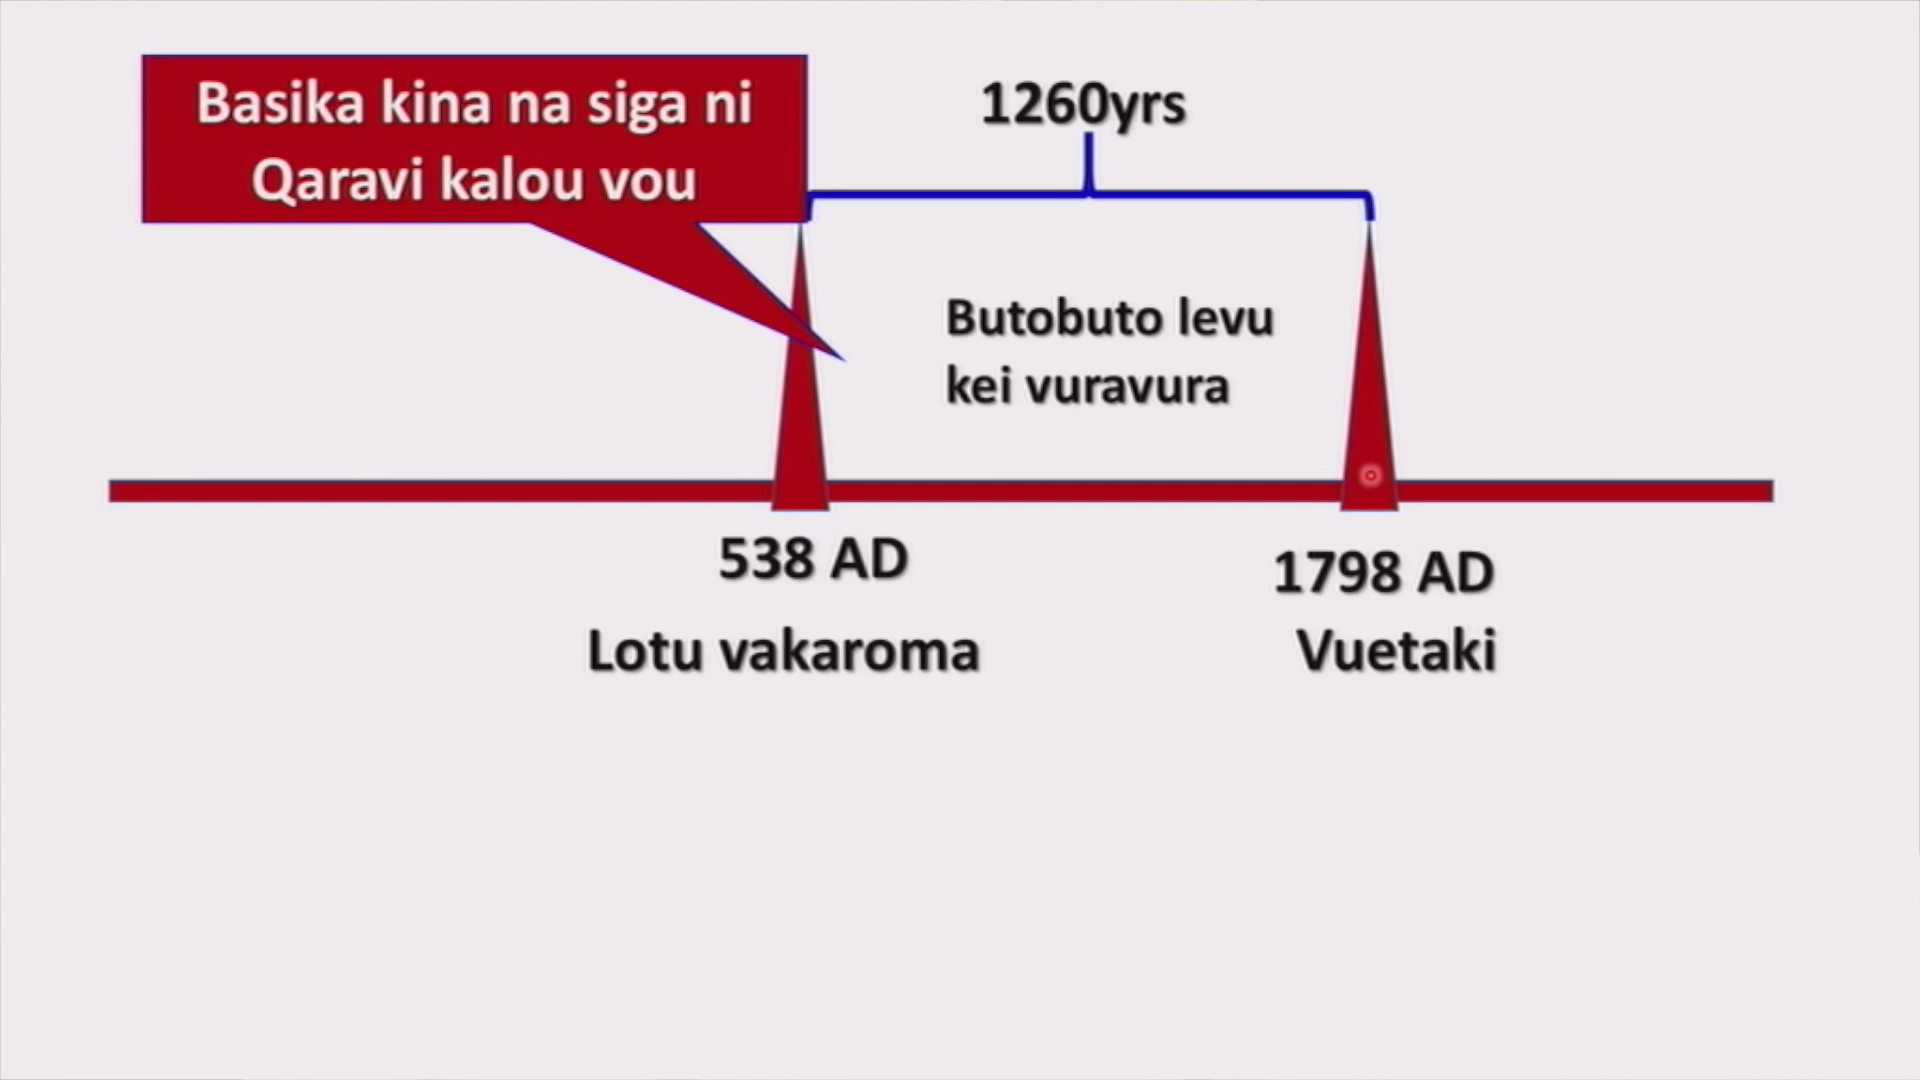 Basika kina na siga ni
Qaravi kalou vou
1260yrs
Butobuto levu
kei vuravura
538 AD
Lotu vakaroma
1798 AD
Vuetaki